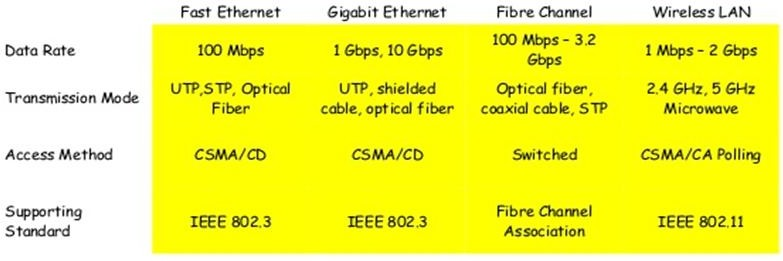 Fast Ethernet Gigabit Ethernet Fibre Channel Wireless LAN
Data Rate 100 Mbps 1 Gbps, 10 Gbps 100 Mbps – 3.2 Gbps 1 Mbps – 2 Gbps
Transmission Mode UTP,STP, Optical Fiber UTP, shielded cable, optical fiber Optical fiber, coaxial cable, STP 2.4 GHz, 5 GHz Microwave
Access Method CSMA/CD CSMA/CD Switched CSMA/CA Polling
Supporting Standard IEEE 802.3 IEEE 802.3 Fibre Channel Association IEEE 802.11